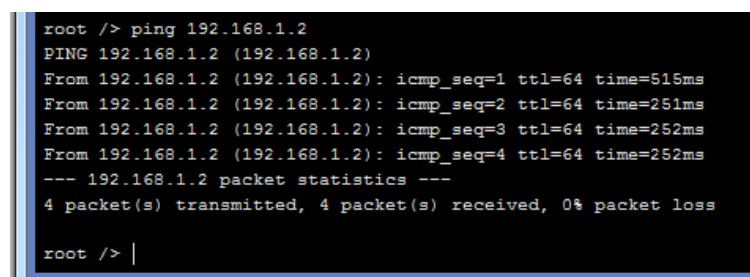 root /> ping 192.168.1.2
PING 192.168.1.2 (192.168.1.2)
From 192.168.1.2 (192.168.1.2): icmp_seq=1 ttl=64 time=515ms
From 192.168.1.2 (192.168.1.2): icmp_seq=2 ttl=64 time=251ms
From 192.168.1.2 (192.168.1.2): icmp_seq=3 ttl=64 time=252ms
From 192.168.1.2 (192.168.1.2): icmp_seq=4 ttl=64 time=252ms
--- 192.168.1.2 packet statistics ---
4 packet(s) transmitted, 4 packet(s) received, 0% packet loss
root />